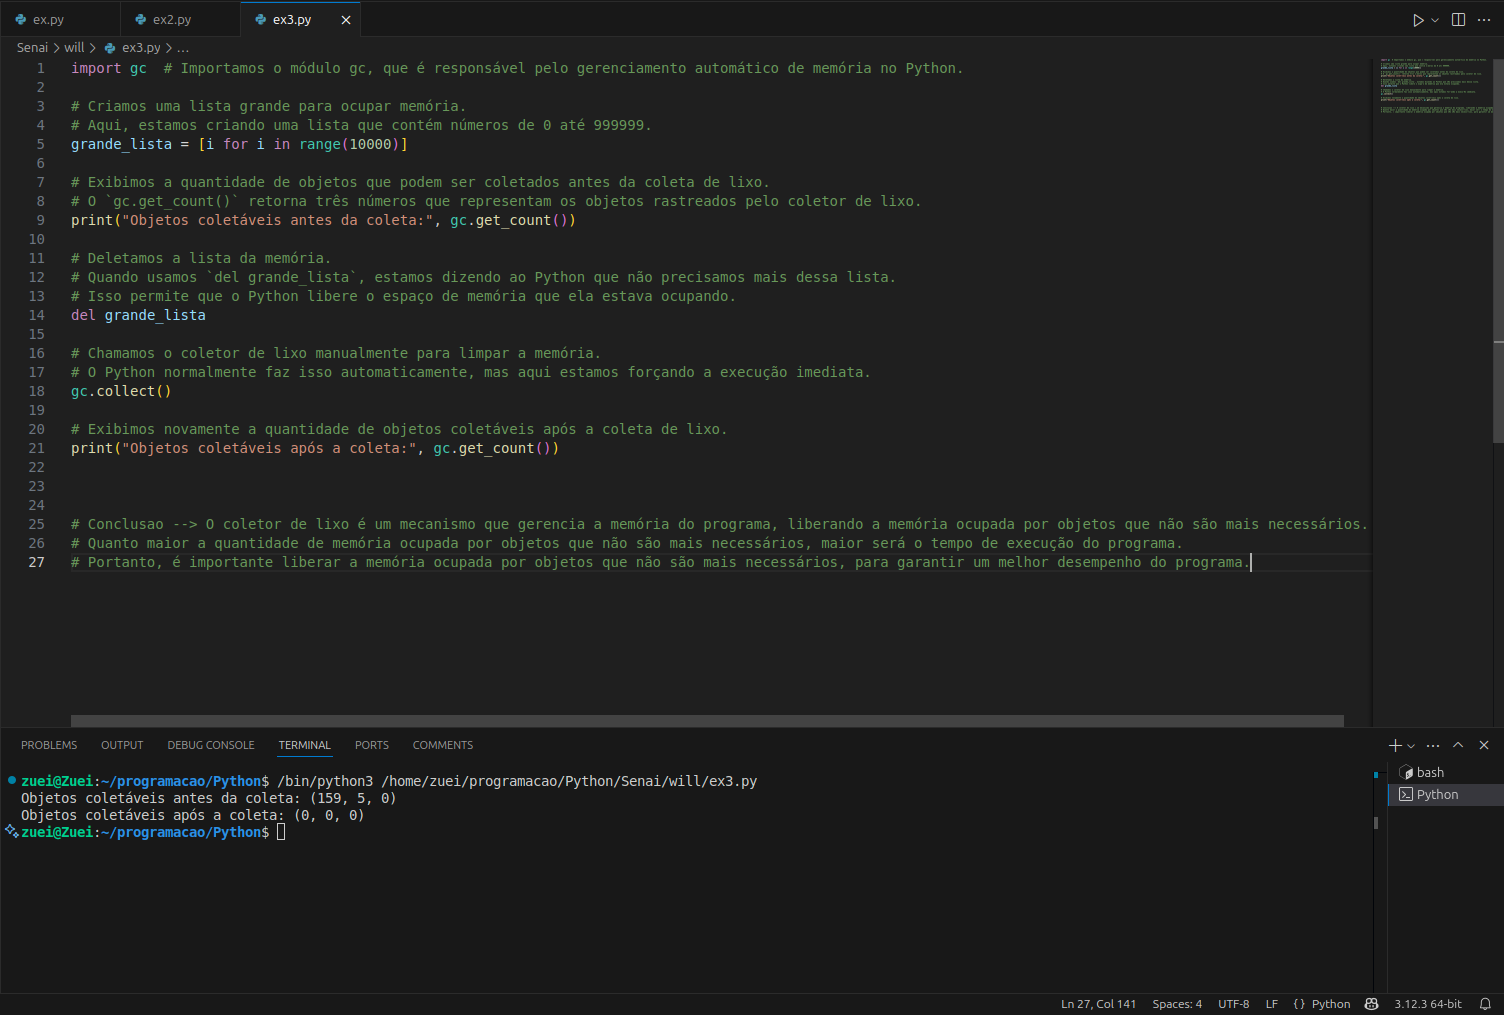 ex.py ex2.py ex3.py
Senai > will > ex3.py > ...
1 import gc  # Importamos o módulo gc, que é responsável pelo gerenciamento automático de memória no Python.
2
3 # Criamos uma lista grande para ocupar memória.
4 # Aqui, estamos criando uma lista que contém números de 0 até 999999.
5 grande_lista = [i for i in range(10000)]
6
7 # Exibimos a quantidade de objetos que podem ser coletados antes da coleta de lixo.
8 # O `gc.get_count()` retorna três números que representam os objetos rastreados pelo coletor de lixo.
9 print("Objetos coletáveis antes da coleta:", gc.get_count())
10
11 # Deletamos a lista da memória.
12 # Quando usamos `del grande_lista`, estamos dizendo ao Python que não precisamos mais dessa lista.
13 # Isso permite que o Python libere o espaço de memória que ela estava ocupando.
14 del grande_lista
15
16 # Chamamos o coletor de lixo manualmente para limpar a memória.
17 # O Python normalmente faz isso automaticamente, mas aqui estamos forçando a execução imediata.
18 gc.collect()
19
20 # Exibimos novamente a quantidade de objetos coletáveis após a coleta de lixo.
21 print("Objetos coletáveis após a coleta:", gc.get_count())
22
23
24
25 # Conclusao --> O coletor de lixo é um mecanismo que gerencia a memória do programa, liberando a memória ocupada por objetos que não são mais necessários.
26 # Quanto maior a quantidade de memória ocupada por objetos que não são mais necessários, maior será o tempo de execução do programa.
27 # Portanto, é importante liberar a memória ocupada por objetos que não são mais necessários, para garantir um melhor desempenho do programa.
PROBLEMS OUTPUT DEBUG CONSOLE TERMINAL PORTS COMMENTS
zuei@Zuei:~/programacao/Python$ /bin/python3 /home/zuei/programacao/Python/Senai/will/ex3.py
Objetos coletáveis antes da coleta: (159, 5, 0)
Objetos coletáveis após a coleta: (0, 0, 0)
zuei@Zuei:~/programacao/Python$
bash
Python
Ln 27, Col 141 Spaces: 4 UTF-8 LF {} Python 3.12.3 64-bit